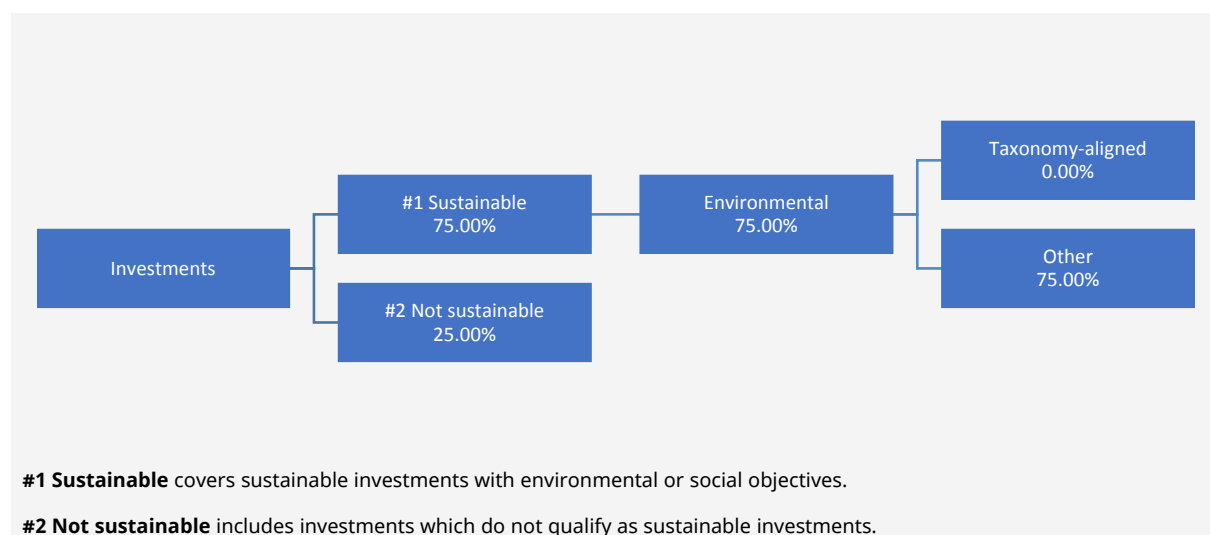 Investments
#1 Sustainable
75.00%
#2 Not sustainable
25.00%
Environmental
75.00%
Taxonomy-aligned
0.00%
Other
75.00%
#1 Sustainable covers sustainable investments with environmental or social objectives.
#2 Not sustainable includes investments which do not qualify as sustainable investments.